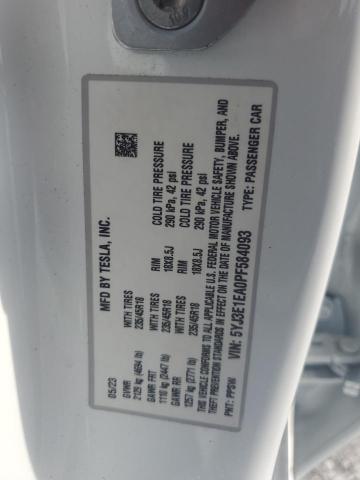 MFD BY TESLA, INC.
05/23
GVWR
2129 kg (4694 lb)
GAWR FRT WITH TIRES RIM COLD TIRE PRESSURE
1110 kg (2447 lb) 235/45R18 18X8.5J 290 kPa, 42 psi
GAWR RR WITH TIRES RIM COLD TIRE PRESSURE
1257 kg (2771 lb) 235/45R18 18X8.5J 290 kPa, 42 psi
THIS VEHICLE CONFORMS TO ALL APPLICABLE U.S. FEDERAL MOTOR VEHICLE SAFETY, BUMPER, AND
THEFT PREVENTION STANDARDS IN EFFECT ON THE DATE OF MANUFACTURE SHOWN ABOVE.
VIN: 5YJ3E1EA0PF684093 TYPE: PASSENGER CAR
PNT: PPSW